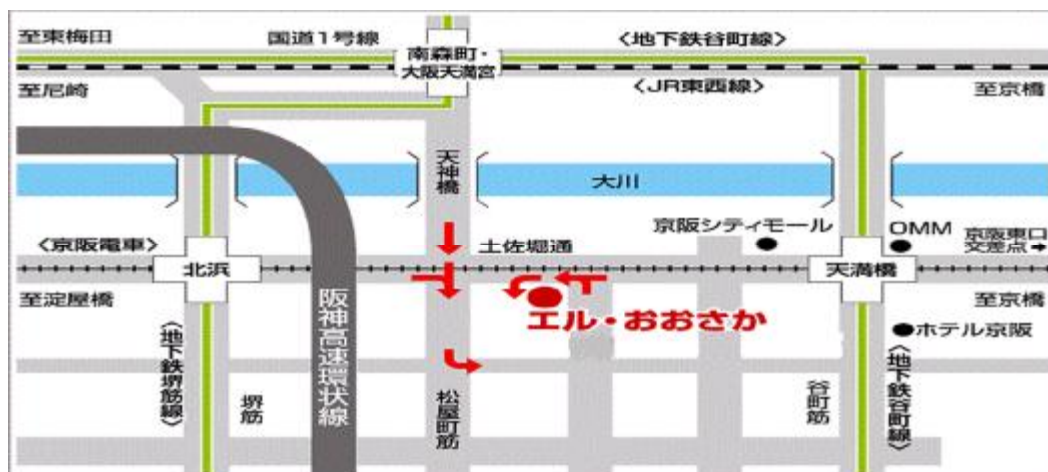 至東梅田
国道1号線
南森町・
大阪天満宮
〈地下鉄谷町線〉
至尼崎
〈JR東西線〉
至京橋
天神橋
大川
京阪シティモール
OMM
京阪東口
交差点→
〈京阪電車〉
土佐堀通
北浜
天満橋
至淀屋橋
至京橋
エル・おおさか
ホテル京阪
〈地下鉄堺筋線〉
堺筋
阪神高速環状線
松屋町筋
谷町筋
〈地下鉄谷町線〉